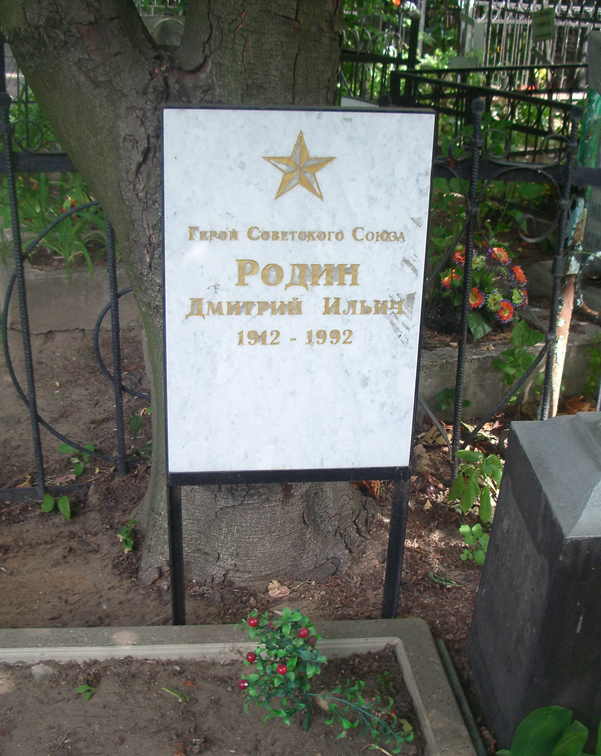 Герой Советского Союза
Родин
Дмитрий Ильич
1912 - 1992